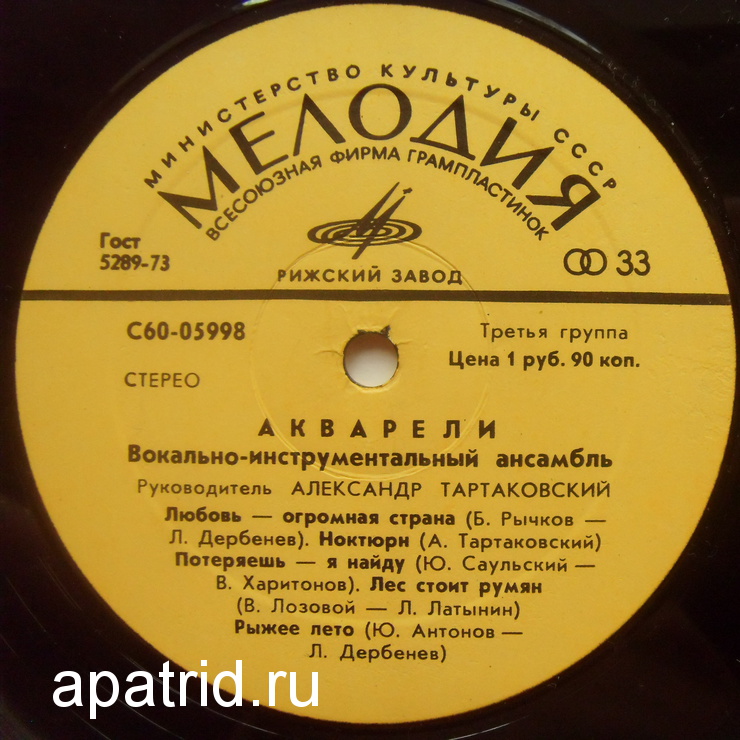 МИНИСТЕРСТВО КУЛЬТУРЫ СССР
МЕЛОДИЯ
ВСЕСОЮЗНАЯ ФИРМА ГРАМПЛАСТИНОК
Гост
5289-73
33
РИЖСКИЙ ЗАВОД
С60-05998
Третья группа
Цена 1 руб. 90 коп.
СТЕРЕО
АКВАРЕЛИ
Вокально-инструментальный ансамбль
Руководитель АЛЕКСАНДР ТАРТАКОВСКИЙ
Любовь — огромная страна (Б. Рычков —
Л. Дербенев). Ноктюрн (А. Тартаковский)
Потеряешь — я найду (Ю. Саульский —
В. Харитонов). Лес стоит румян
(В. Лозовой — Л. Латынин)
Рыжее лето (Ю. Антонов —
Л. Дербенев)
apatrid.ru